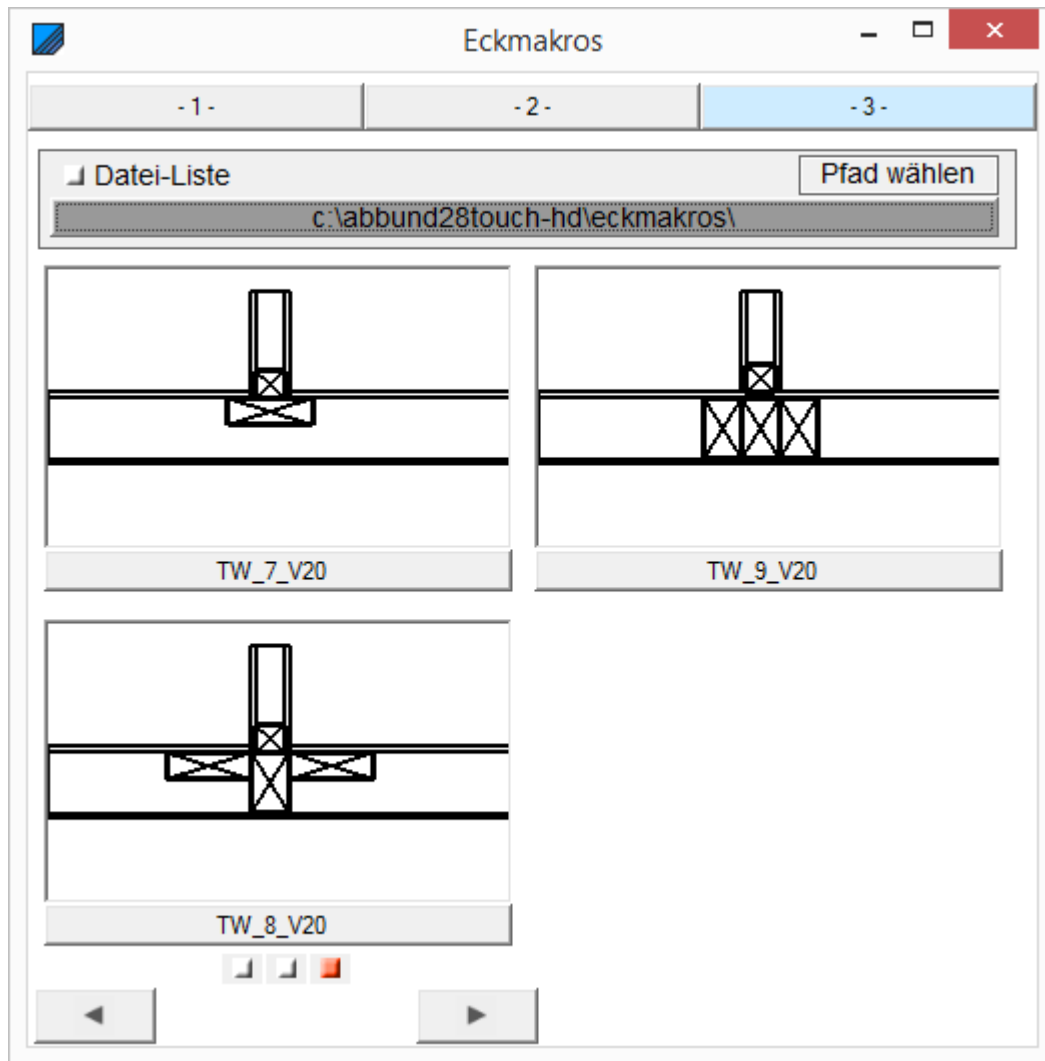 Eckmakros
- 1 -
- 2 -
- 3 -
Datei-Liste
Pfad wählen
c:\abbund28touch-hd\eckmakros\
TW_7_V20
TW_9_V20
TW_8_V20